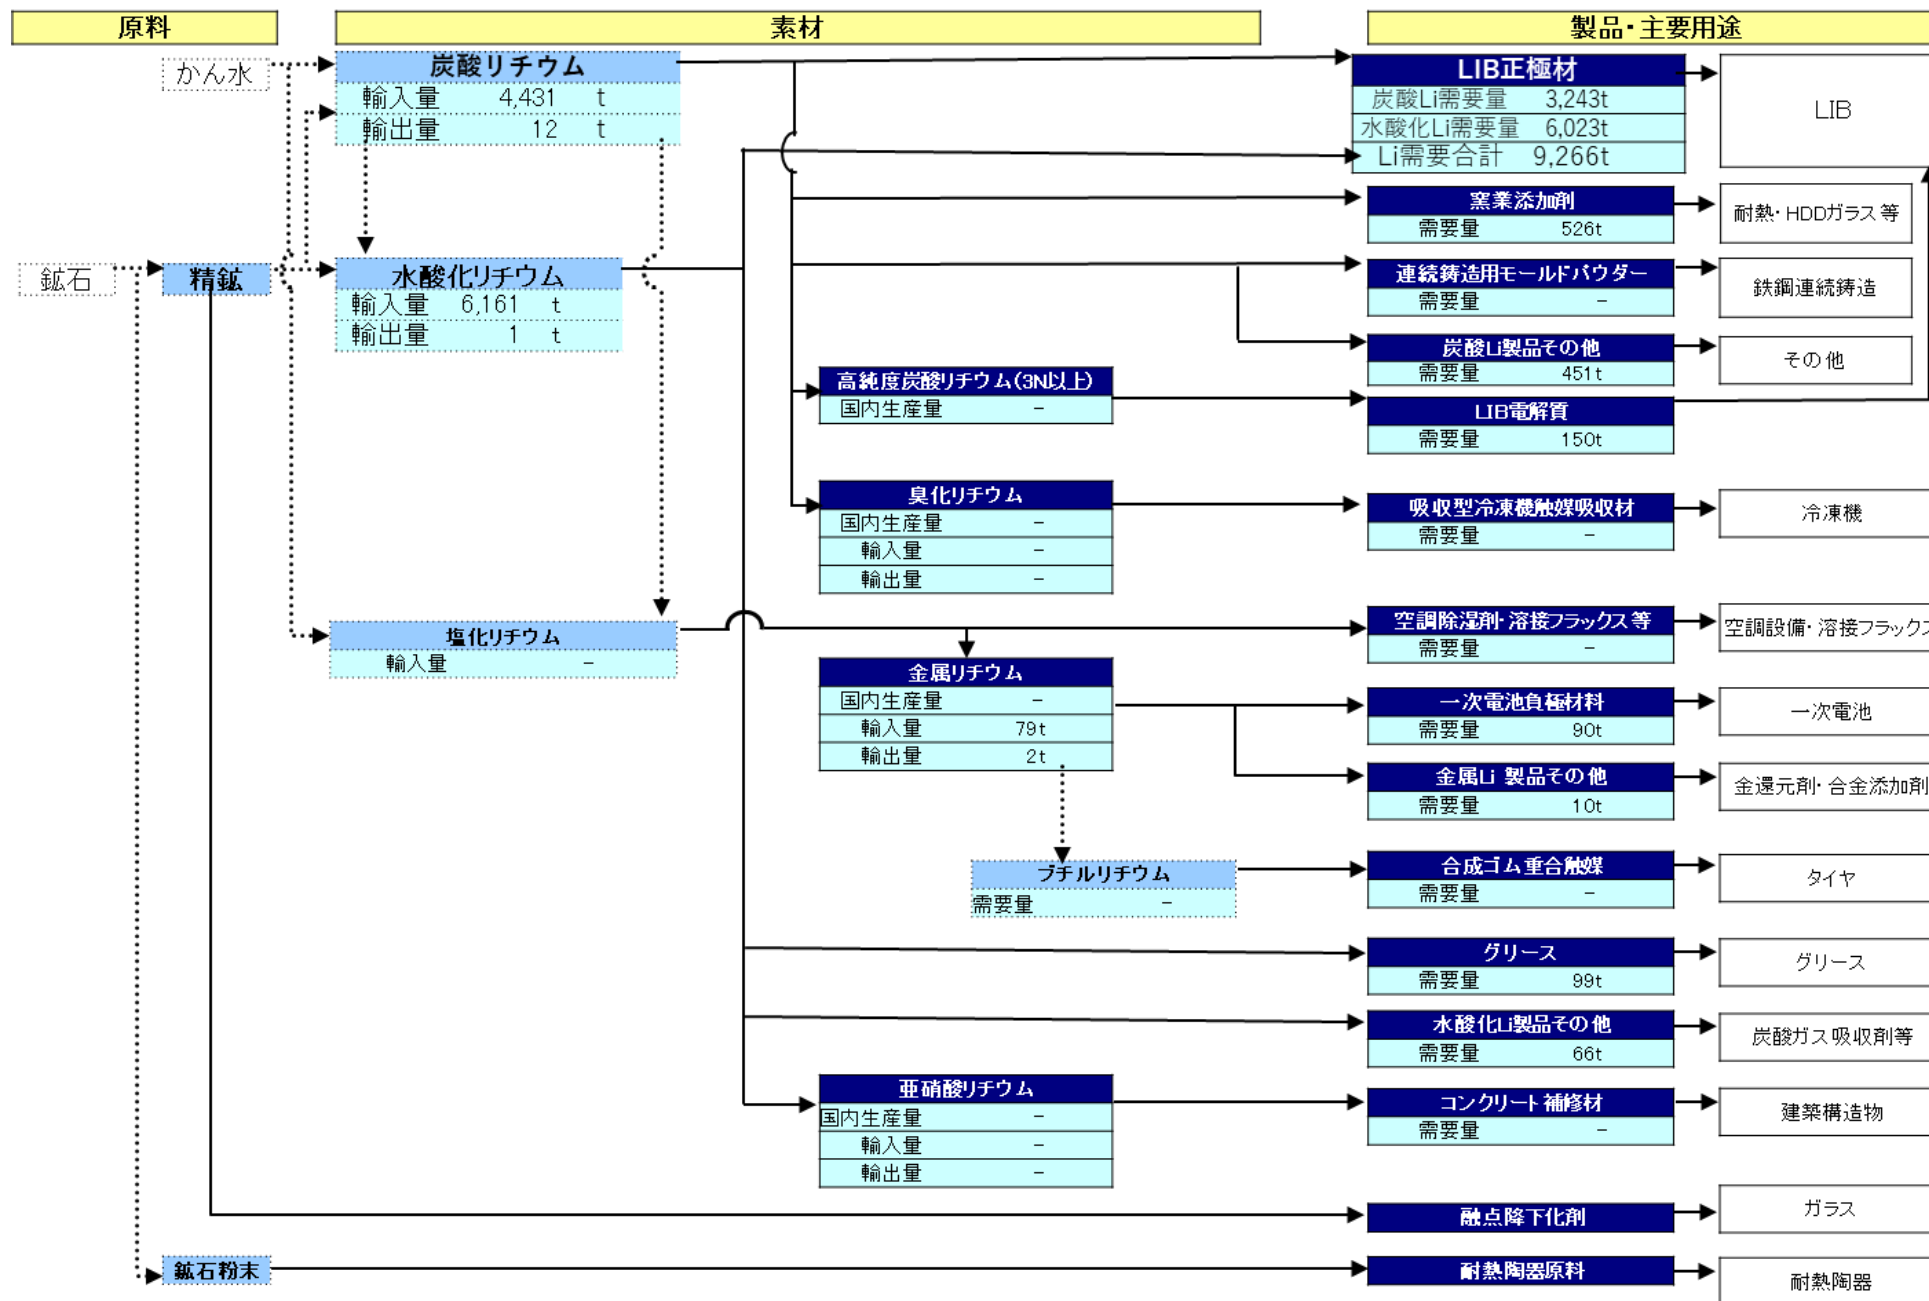 原料
素材
製品・主要用途
かん水
炭酸リチウム
輸入量 4,431 t
輸出量 12 t
LIB正極材
炭酸Li需要量 3,243t
水酸化Li需要量 6,023t
Li需要合計 9,266t
LIB
窯業添加剤
需要量 526t
耐熱・HDDガラス等
鉱石
精鉱
水酸化リチウム
輸入量 6,161 t
輸出量 1 t
連続鋳造用モールドパウダー
需要量 -
鉄鋼連続鋳造
炭酸Li製品その他
需要量 451t
その他
高純度炭酸リチウム(3N以上)
国内生産量 -
LIB電解質
需要量 150t
臭化リチウム
国内生産量 -
輸入量 -
輸出量 -
吸収型冷凍機触媒吸収材
需要量 -
冷凍機
塩化リチウム
輸入量 -
空調除湿剤・溶接フラックス等
需要量 -
空調設備・溶接フラックス
金属リチウム
国内生産量 -
輸入量 79t
輸出量 2t
一次電池負極材料
需要量 90t
一次電池
金属Li 製品その他
需要量 10t
金還元剤・合金添加剤
ブチルリチウム
需要量 -
合成ゴム重合触媒
需要量 -
タイヤ
グリース
需要量 99t
グリース
水酸化Li製品その他
需要量 66t
炭酸ガス吸収剤等
亜硝酸リチウム
国内生産量 -
輸入量 -
輸出量 -
コンクリート補修材
需要量 -
建築構造物
融点降下化剤
ガラス
鉱石粉末
耐熱陶器原料
耐熱陶器